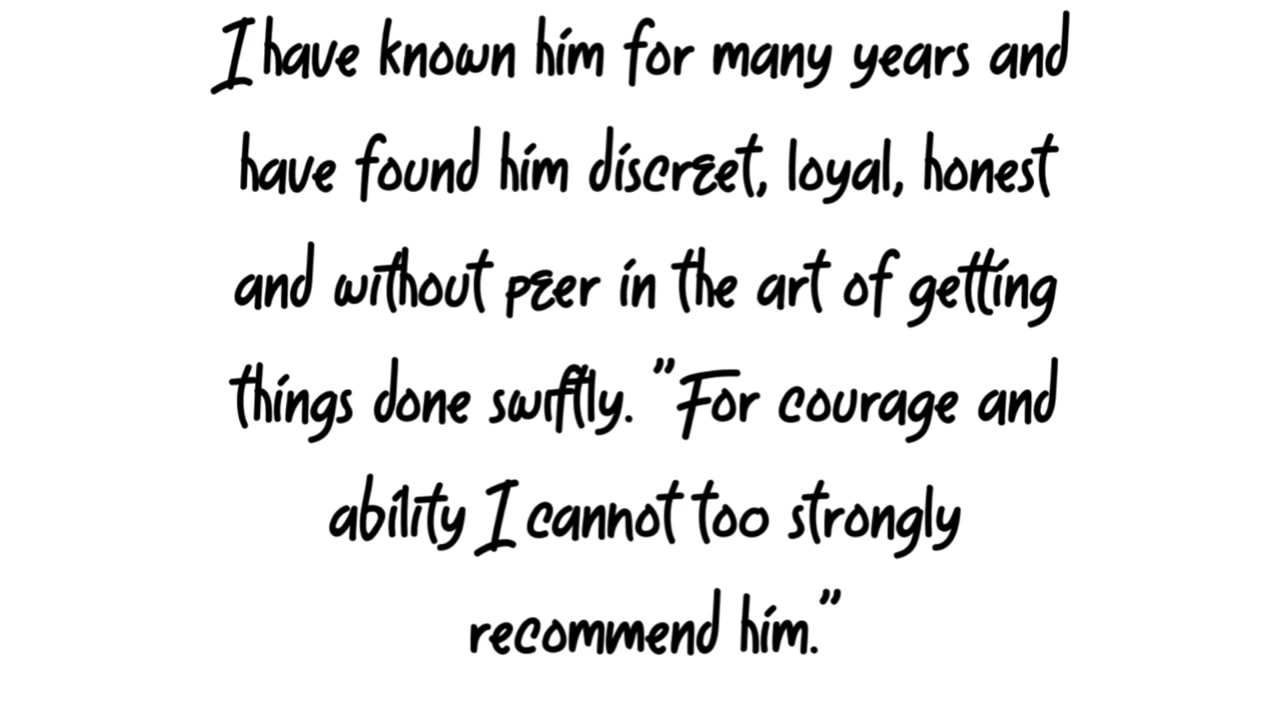 I have known him for many years and
have found him discreet, loyal, honest
and without peer in the art of getting
things done swiftly. "For courage and
ability I cannot too strongly
recommend him."